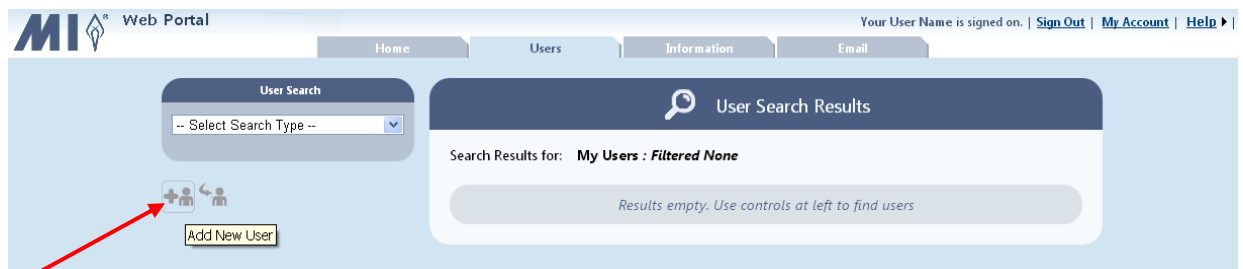 MI® Web Portal
Your User Name is signed on. | Sign Out | My Account | Help ▶ |
Home Users Information Email
User Search
-- Select Search Type --
User Search Results
Search Results for: My Users : Filtered None
Results empty. Use controls at left to find users
Add New User